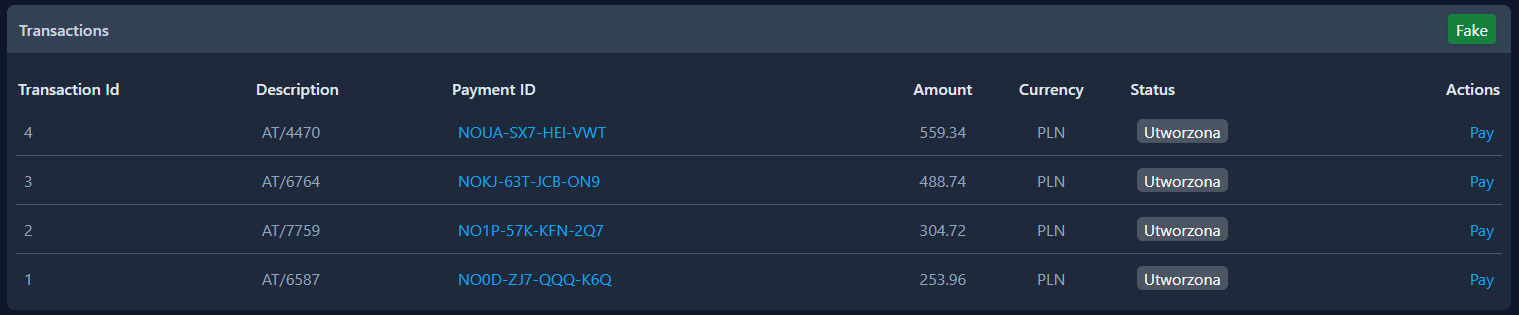 Transactions Fake
Transaction Id Description Payment ID Amount Currency Status Actions
4 AT/4470 NOUA-SX7-HEI-VWT 559.34 PLN Utworzona Pay
3 AT/6764 NOKJ-63T-JCB-ON9 488.74 PLN Utworzona Pay
2 AT/7759 NO1P-57K-KFN-2Q7 304.72 PLN Utworzona Pay
1 AT/6587 NO0D-ZJ7-QQQ-K6Q 253.96 PLN Utworzona Pay